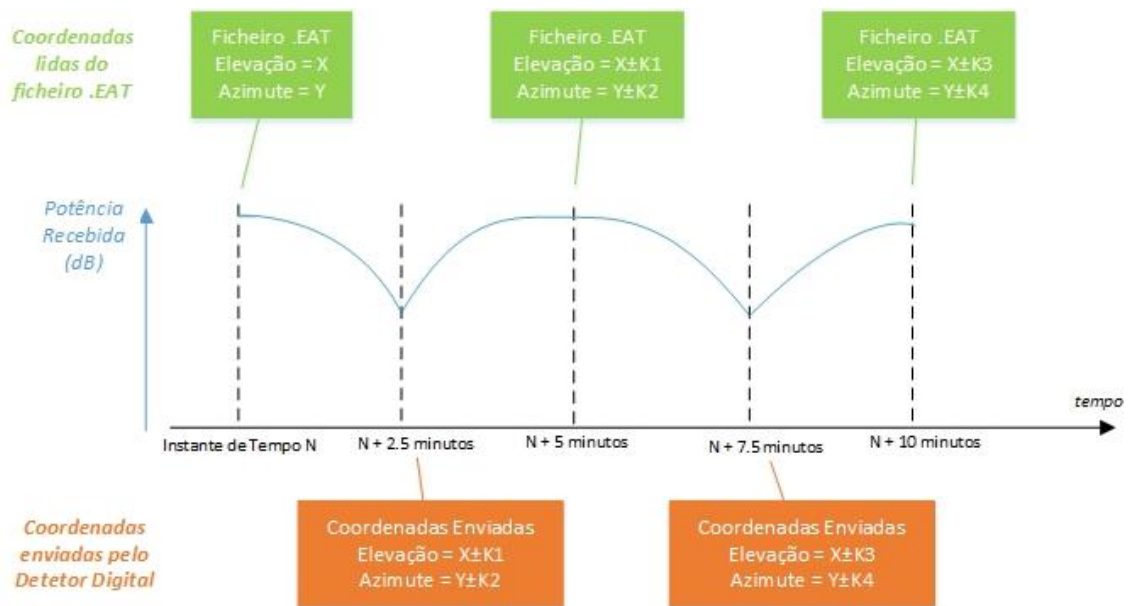 Coordenadas
lidas do
ficheiro .EAT
Ficheiro .EAT
Elevação = X
Azimute = Y
Ficheiro .EAT
Elevação = X±K1
Azimute = Y±K2
Ficheiro .EAT
Elevação = X±K3
Azimute = Y±K4
Potência
Recebida
(dB)
tempo
Instante de Tempo N
N + 2.5 minutos
N + 5 minutos
N + 7.5 minutos
N + 10 minutos
Coordenadas
enviadas pelo
Detetor Digital
Coordenadas Enviadas
Elevação = X±K1
Azimute = Y±K2
Coordenadas Enviadas
Elevação = X±K3
Azimute = Y±K4